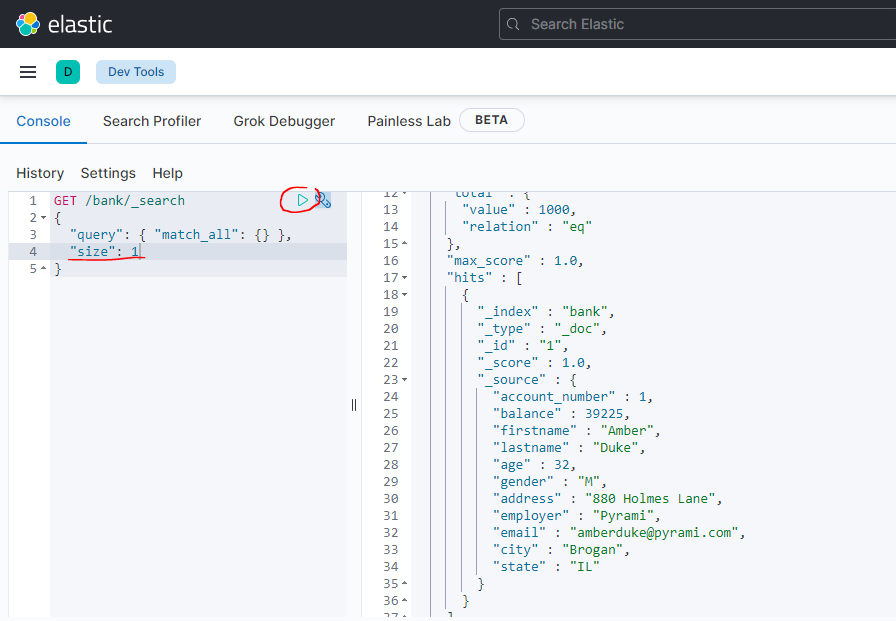 elastic
Search Elastic
D
Dev Tools
Console
Search Profiler
Grok Debugger
Painless Lab
BETA
History
Settings
Help
1 GET /bank/_search
2 {
3 "query": { "match_all": {} },
4 "size": 1
5 }
12 "total" : {
13 "value" : 1000,
14 "relation" : "eq"
15 },
16 "max_score" : 1.0,
17 "hits" : [
18 {
19 "_index" : "bank",
20 "_type" : "_doc",
21 "_id" : "1",
22 "_score" : 1.0,
23 "_source" : {
24 "account_number" : 1,
25 "balance" : 39225,
26 "firstname" : "Amber",
27 "lastname" : "Duke",
28 "age" : 32,
29 "gender" : "M",
30 "address" : "880 Holmes Lane",
31 "employer" : "Pyrami",
32 "email" : "amberduke@pyrami.com",
33 "city" : "Brogan",
34 "state" : "IL"
35 }
36 }
37 ]